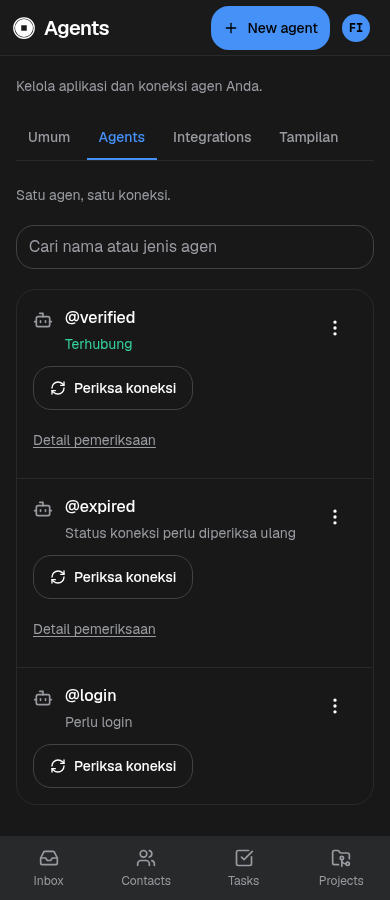 Agents
New agent
FI
Kelola aplikasi dan koneksi agen Anda.
Umum
Agents
Integrations
Tampilan
Satu agen, satu koneksi.
Cari nama atau jenis agen
@verified
Terhubung
Periksa koneksi
Detail pemeriksaan
@expired
Status koneksi perlu diperiksa ulang
Periksa koneksi
Detail pemeriksaan
@login
Perlu login
Periksa koneksi
Inbox
Contacts
Tasks
Projects